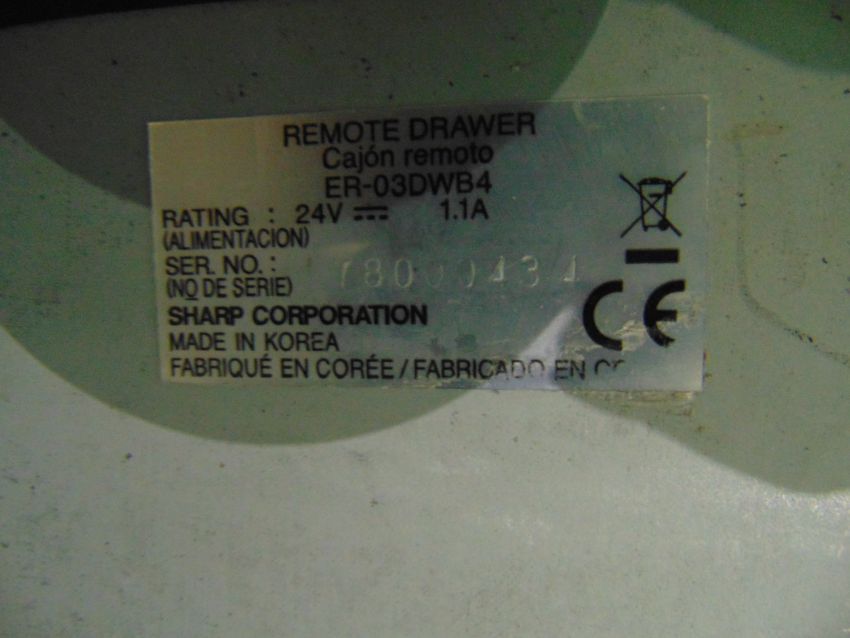 REMOTE DRAWER
Cajón remoto
ER-03DWB4
RATING : 24V ⎓ 1.1A
(ALIMENTACION)
SER. NO. :
(NO DE SERIE)
SHARP CORPORATION
MADE IN KOREA
FABRIQUÉ EN CORÉE / FABRICADO EN
CE